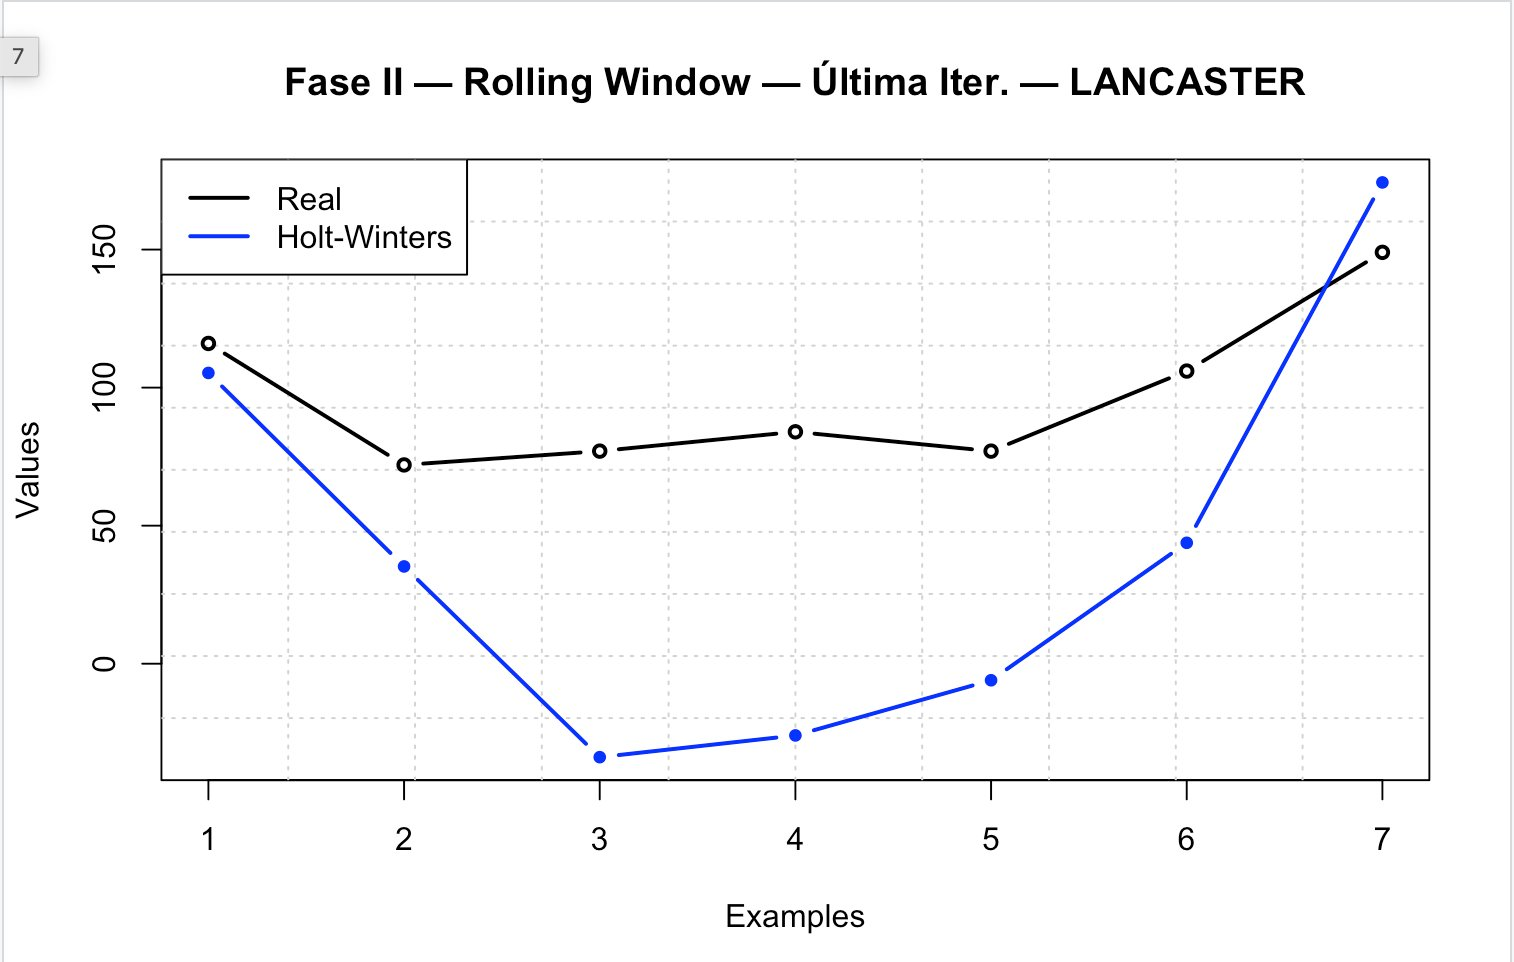 7
Fase II — Rolling Window — Última Iter. — LANCASTER
Real
Holt-Winters
Values
150
100
50
0
1 2 3 4 5 6 7
Examples